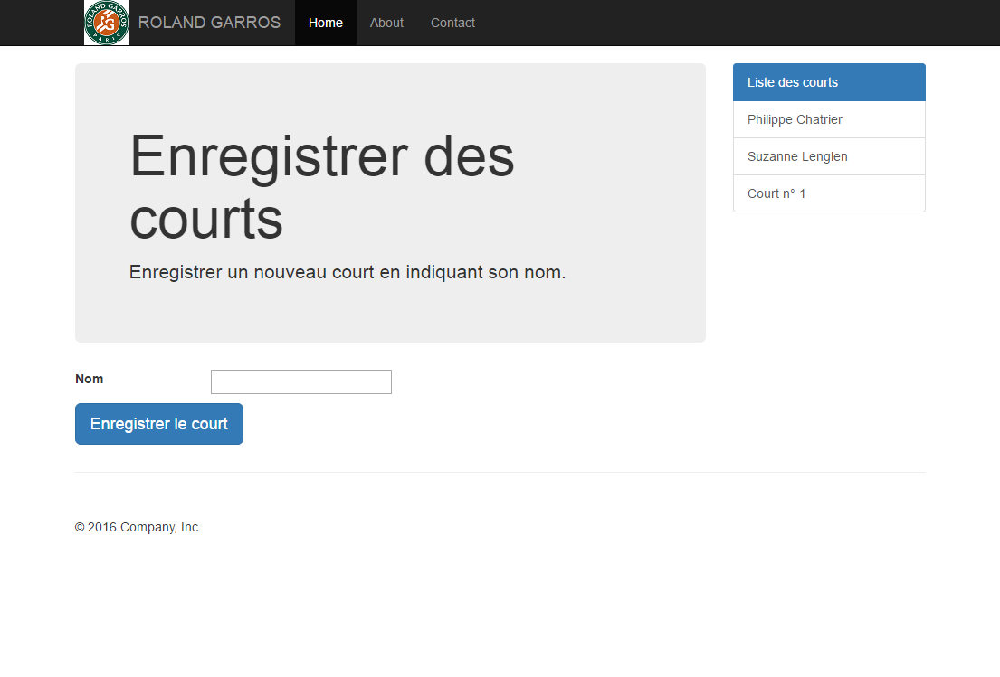 ROLAND GARROS
PARIS
ROLAND GARROS
Home
About
Contact
Enregistrer des
courts
Enregistrer un nouveau court en indiquant son nom.
Liste des courts
Philippe Chatrier
Suzanne Lenglen
Court n° 1
Nom
Enregistrer le court
© 2016 Company, Inc.